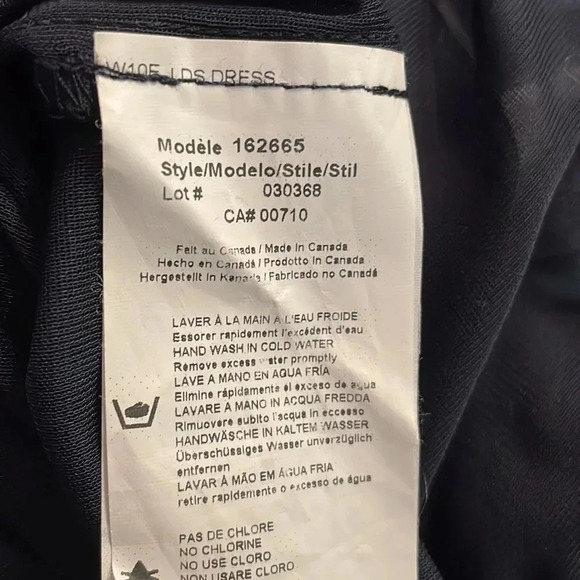 W10F LDS DRESS
Modèle 162665
Style/Modelo/Stile/Stil
Lot # 030368
CA# 00710
Fait au Canada / Made in Canada
Hecho en Canadá / Prodotto in Canada
Hergestellt in Kanada / Fabricado no Canadá
LAVER À LA MAIN A L'EAU FROIDE
Essorer rapidement l'excédent d'eau
HAND WASH IN COLD WATER
Remove excess water promptly
LAVE A MANO EN AQUA FRÍA
Elimine rápidamente el exceso de agua
LAVARE A MANO IN ACQUA FREDDA
Rimuovere subito l'acqua in eccesso
HANDWÄSCHE IN KALTEM WASSER
Überschüssiges Wasser unverzüglich
entfernen
LAVAR À MÃO EM ÁGUA FRIA
retire rapidamente o excesso de água
PAS DE CHLORE
NO CHLORINE
NO USE CLORO
NON USARE CLORO